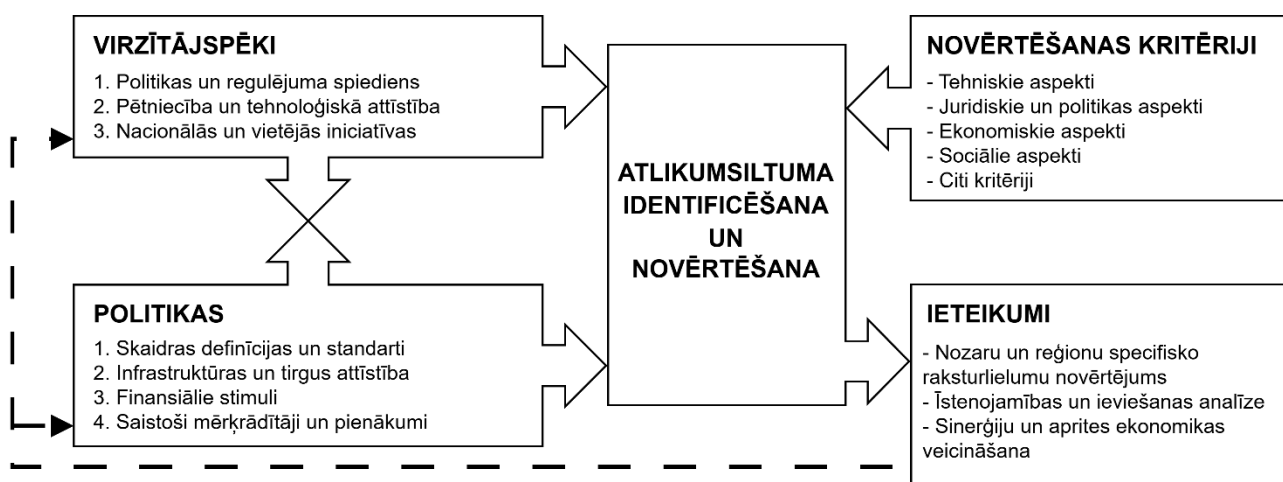 VIRZĪTĀJSPĒKI
1. Politikas un regulējuma spiediens
2. Pētniecība un tehnoloģiskā attīstība
3. Nacionālās un vietējās iniciatīvas
POLITIKAS
1. Skaidras definīcijas un standarti
2. Infrastruktūras un tirgus attīstība
3. Finansiālie stimuli
4. Saistoši mērķrādītāji un pienākumi
ATLIKUMSILTUMA
IDENTIFICĒŠANA
UN
NOVĒRTĒŠANA
NOVĒRTĒŠANAS KRITĒRIJI
- Tehniskie aspekti
- Juridiskie un politikas aspekti
- Ekonomiskie aspekti
- Sociālie aspekti
- Citi kritēriji
IETEIKUMI
- Nozaru un reģionu specifisko
raksturlielumu novērtējums
- Īstenojamības un ieviešanas analīze
- Sinerģiju un aprites ekonomikas
veicināšana